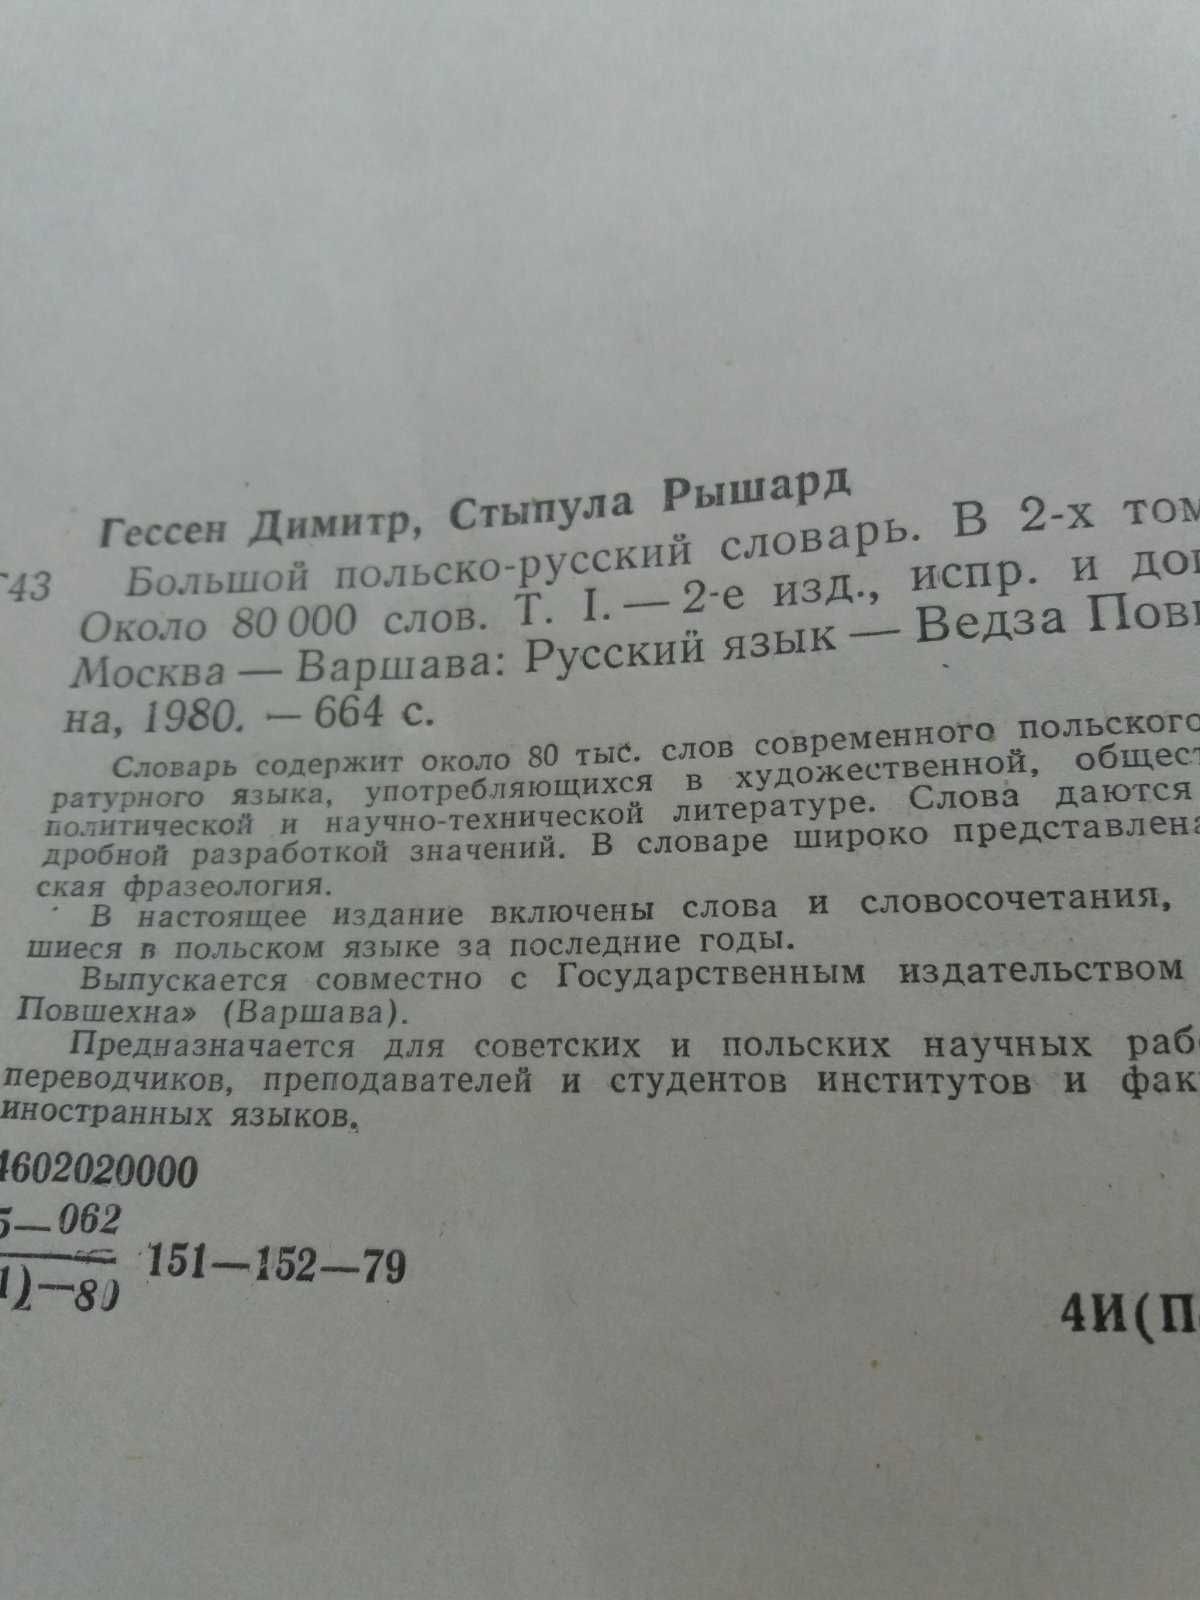 Гессен Димитр, Стыпула Рышард
Г43 Большой польско-русский словарь. В 2-х том
Около 80 000 слов. Т. I. — 2-е изд., испр. и доп
Москва — Варшава: Русский язык — Ведза Повш
на, 1980. — 664 с.
Словарь содержит около 80 тыс. слов современного польского
ратурного языка, употребляющихся в художественной, общест
политической и научно-технической литературе. Слова даются
дробной разработкой значений. В словаре широко представлена
ская фразеология.
В настоящее издание включены слова и словосочетания,
шиеся в польском языке за последние годы.
Выпускается совместно с Государственным издательством
Повшехна» (Варшава).
Предназначается для советских и польских научных раб
переводчиков, преподавателей и студентов институтов и фак
иностранных языков.
4602020000
5—062
1)—80 151—152—79
4И(П